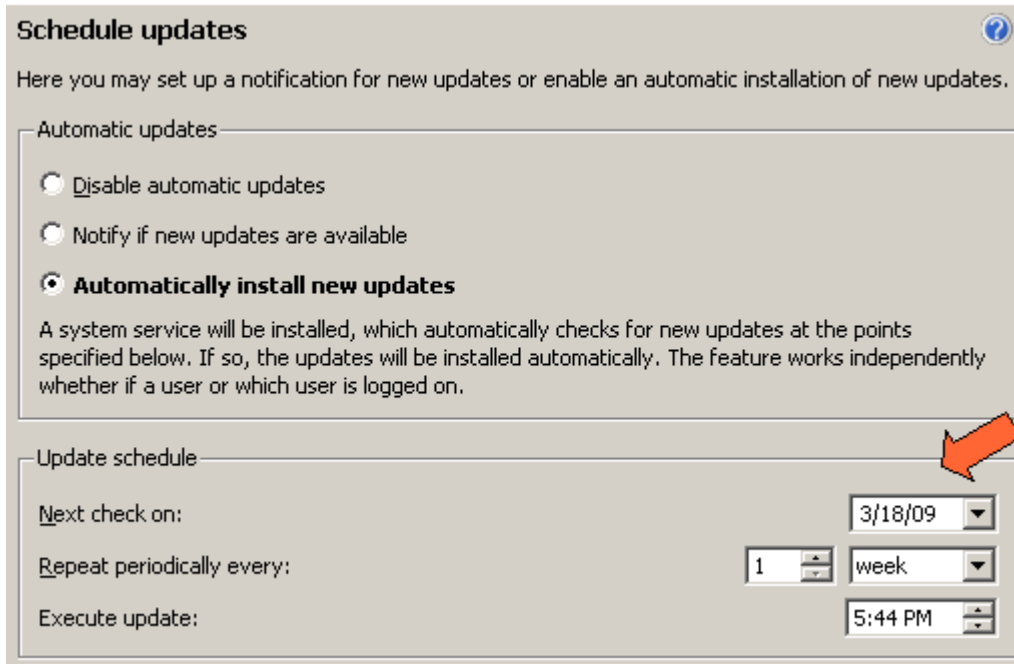 Schedule updates
Here you may set up a notification for new updates or enable an automatic installation of new updates.
Automatic updates
Disable automatic updates
Notify if new updates are available
Automatically install new updates
A system service will be installed, which automatically checks for new updates at the points
specified below. If so, the updates will be installed automatically. The feature works independently
whether if a user or which user is logged on.
Update schedule
Next check on: 3/18/09
Repeat periodically every: 1 week
Execute update: 5:44 PM